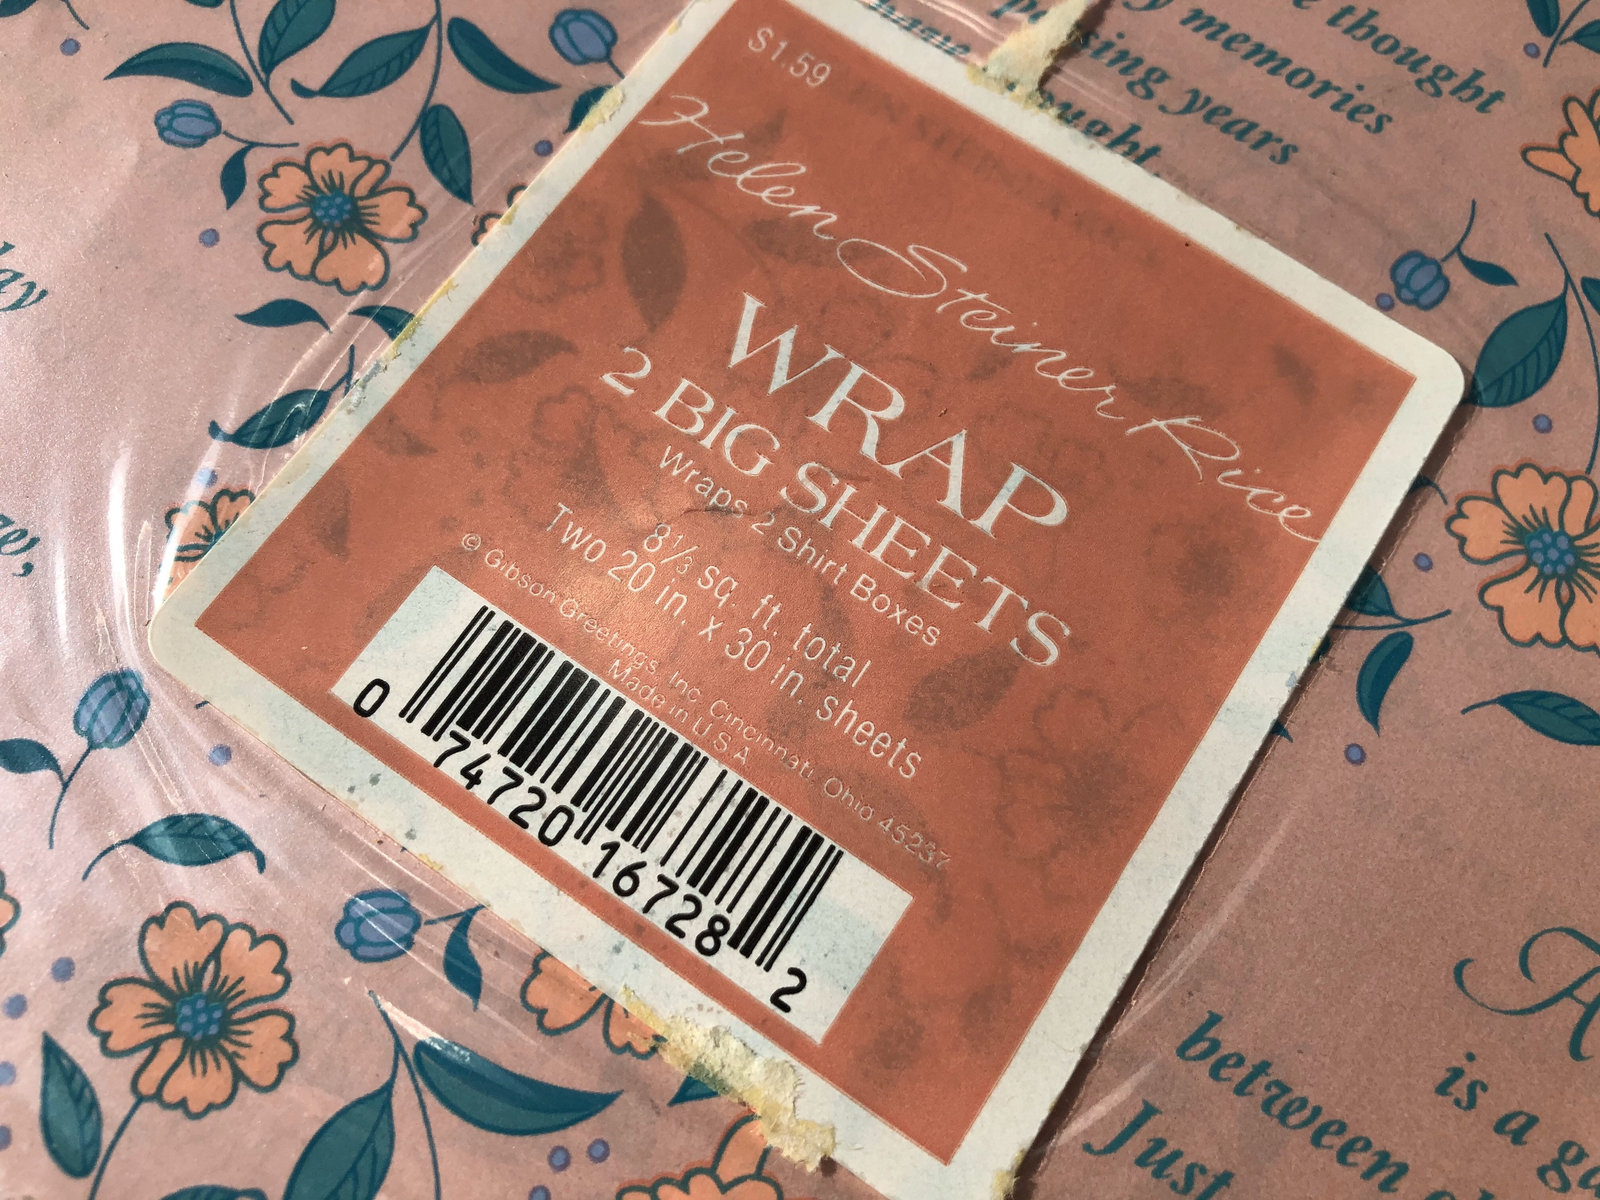 $1.59
Helen Steiner Rice
WRAP
2 BIG SHEETS
Wraps 2 Shirt Boxes
8⅓ sq. ft. total
Two 20 in. x 30 in. sheets
© Gibson Greetings, Inc. Cincinnati, Ohio 45237
Made in U.S.A.
0 74720 16728 2
thought
memories
years
is a
between
Just